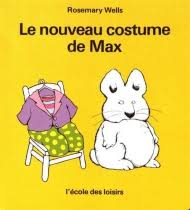 Rosemary Wells
Le nouveau costume
de Max
l'école des loisirs